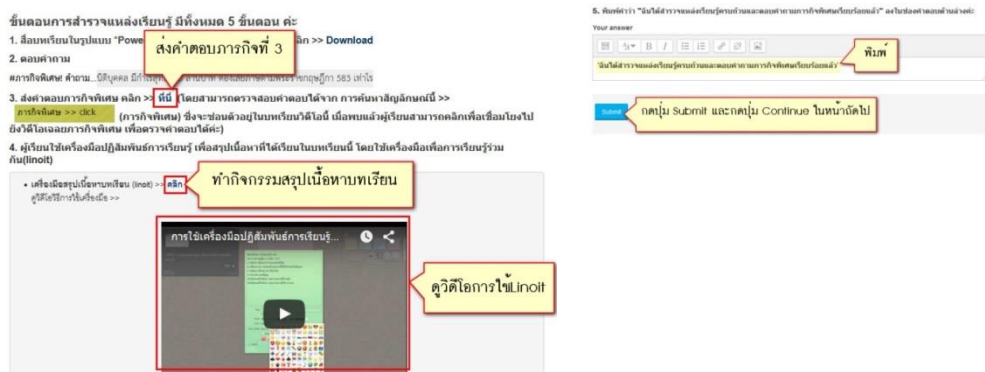 ขั้นตอนการสำรวจแหล่งเรียนรู้ มีทั้งหมด 5 ขั้นตอน ค่ะ
1. สื่อบทเรียนในรูปแบบ "Powe ลิก >> Download
ส่งคำตอบภารกิจที่ 3
2. ตอบคำถาม
#ภารกิจพิเศษ! คำถาม...นิติบุคคล มีกำไรสุทธิ 583 เท่าไร
3. ส่งคำตอบภารกิจพิเศษ คลิก >> ที่นี่ (โดยสามารถตรวจสอบคำตอบได้จาก การค้นหาสัญลักษณ์นี้ >>
ภารกิจพิเศษ >> click (ภารกิจพิเศษ) ซึ่งจะซ่อนตัวอยู่ในบทเรียนวิดีโอนี้ เมื่อพบแล้วผู้เรียนสามารถคลิกเพื่อเชื่อมโยงไป
ยังวิดีโอเฉลยภารกิจพิเศษ เพื่อตรวจคำตอบได้ค่ะ)
4. ผู้เรียนใช้เครื่องมือปฏิสัมพันธ์การเรียนรู้ เพื่อสรุปเนื้อหาที่ได้เรียนในบทเรียนนี้ โดยใช้เครื่องมือเพื่อการเรียนรู้ร่วม
กัน(linoit)
• เครื่องมือสรุปเนื้อหาบทเรียน (linoit) >> คลิก
ทำกิจกรรมสรุปเนื้อหาบทเรียน
ดูวิดีโอวิธีการใช้เครื่องมือ >>
การใช้เครื่องมือปฏิสัมพันธ์การเรียนรู้...
ดูวิดีโอการใช้Linoit
5. พิมพ์คำว่า "ฉันได้สำรวจแหล่งเรียนรู้ครบถ้วนและตอบคำถามภารกิจพิเศษเรียบร้อยแล้ว" ลงในช่องคำตอบด้านล่างค่ะ
Your answer
B I
พิมพ์
"ฉันได้สำรวจแหล่งเรียนรู้ครบถ้วนและตอบคำถามภารกิจพิเศษเรียบร้อยแล้ว"
Submit
กดปุ่ม Submit และกดปุ่ม Continue ในหน้าถัดไป